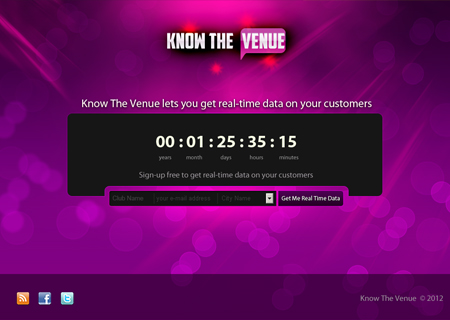 KNOW THE VENUE
Know The Venue lets you get real-time data on your customers
00 : 01 : 25 : 35 : 15
years month days hours minutes
Sign-up free to get real-time data on your customers
Club Name your e-mail address City Name Get Me Real Time Data
Know The Venue © 2012